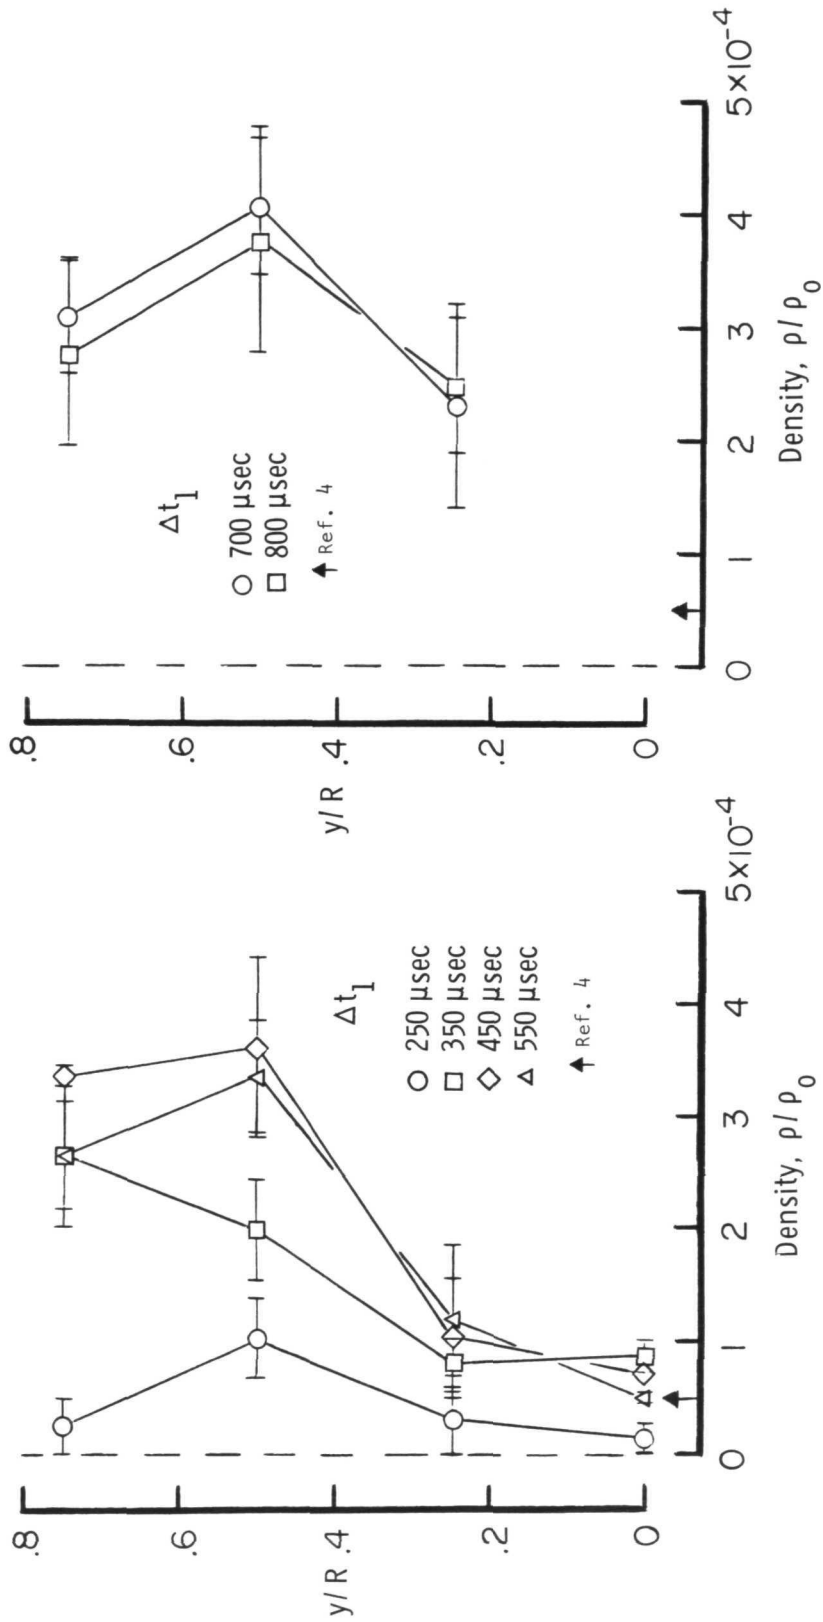 .8
.6
y/R .4
.2
0
0
1
2
3
4
5×10⁻⁴
Density, ρ/ρ₀
Δt₁
○ 250 μsec
□ 350 μsec
◇ 450 μsec
△ 550 μsec
Ref. 4
.8
.6
y/R .4
.2
0
0
1
2
3
4
5×10⁻⁴
Density, ρ/ρ₀
Δt₁
○ 700 μsec
□ 800 μsec
Ref. 4